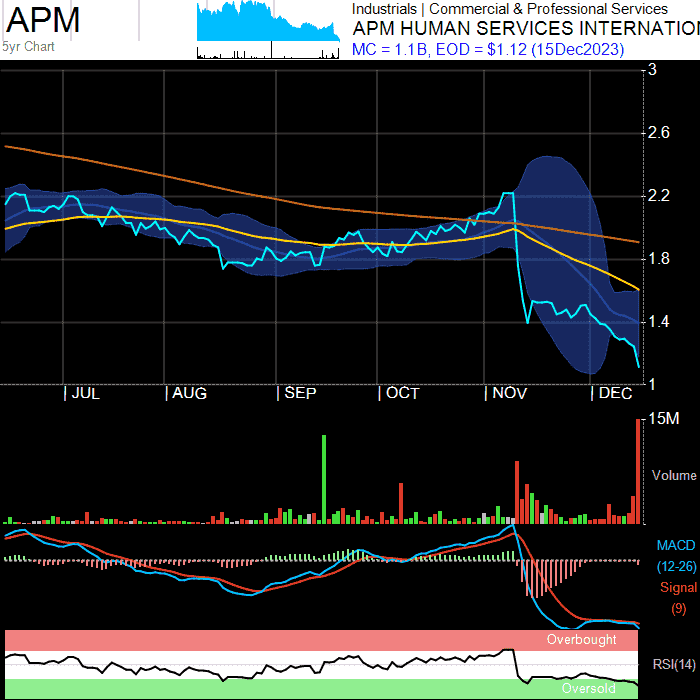 APM
5yr Chart
Industrials | Commercial & Professional Services
APM HUMAN SERVICES INTERNATIO
MC = 1.1B, EOD = $1.12 (15Dec2023)
3
2.6
2.2
1.8
1.4
1
| JUL | AUG | SEP | OCT | NOV | DEC
15M
Volume
MACD
(12-26)
Signal
(9)
Overbought
RSI(14)
Oversold